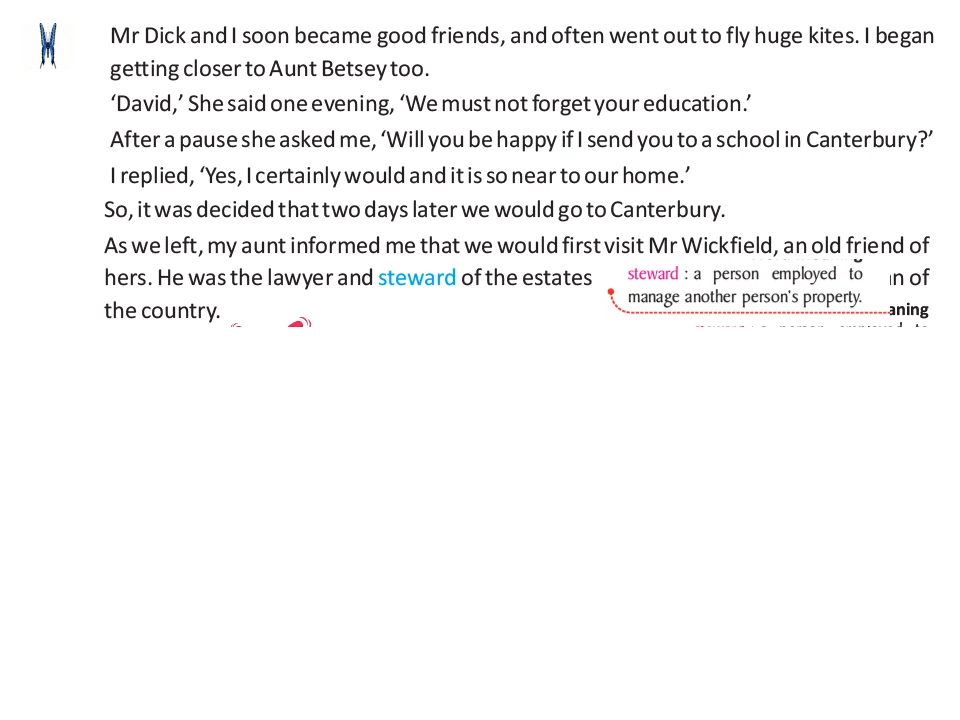 Mr Dick and I soon became good friends, and often went out to fly huge kites. I began
getting closer to Aunt Betsey too.
‘David,’ She said one evening, ‘We must not forget your education.’
After a pause she asked me, ‘Will you be happy if I send you to a school in Canterbury?’
I replied, ‘Yes, I certainly would and it is so near to our home.’
So, it was decided that two days later we would go to Canterbury.
As we left, my aunt informed me that we would first visit Mr Wickfield, an old friend of
hers. He was the lawyer and steward of the estates of
the country.
steward : a person employed to
manage another person's property.